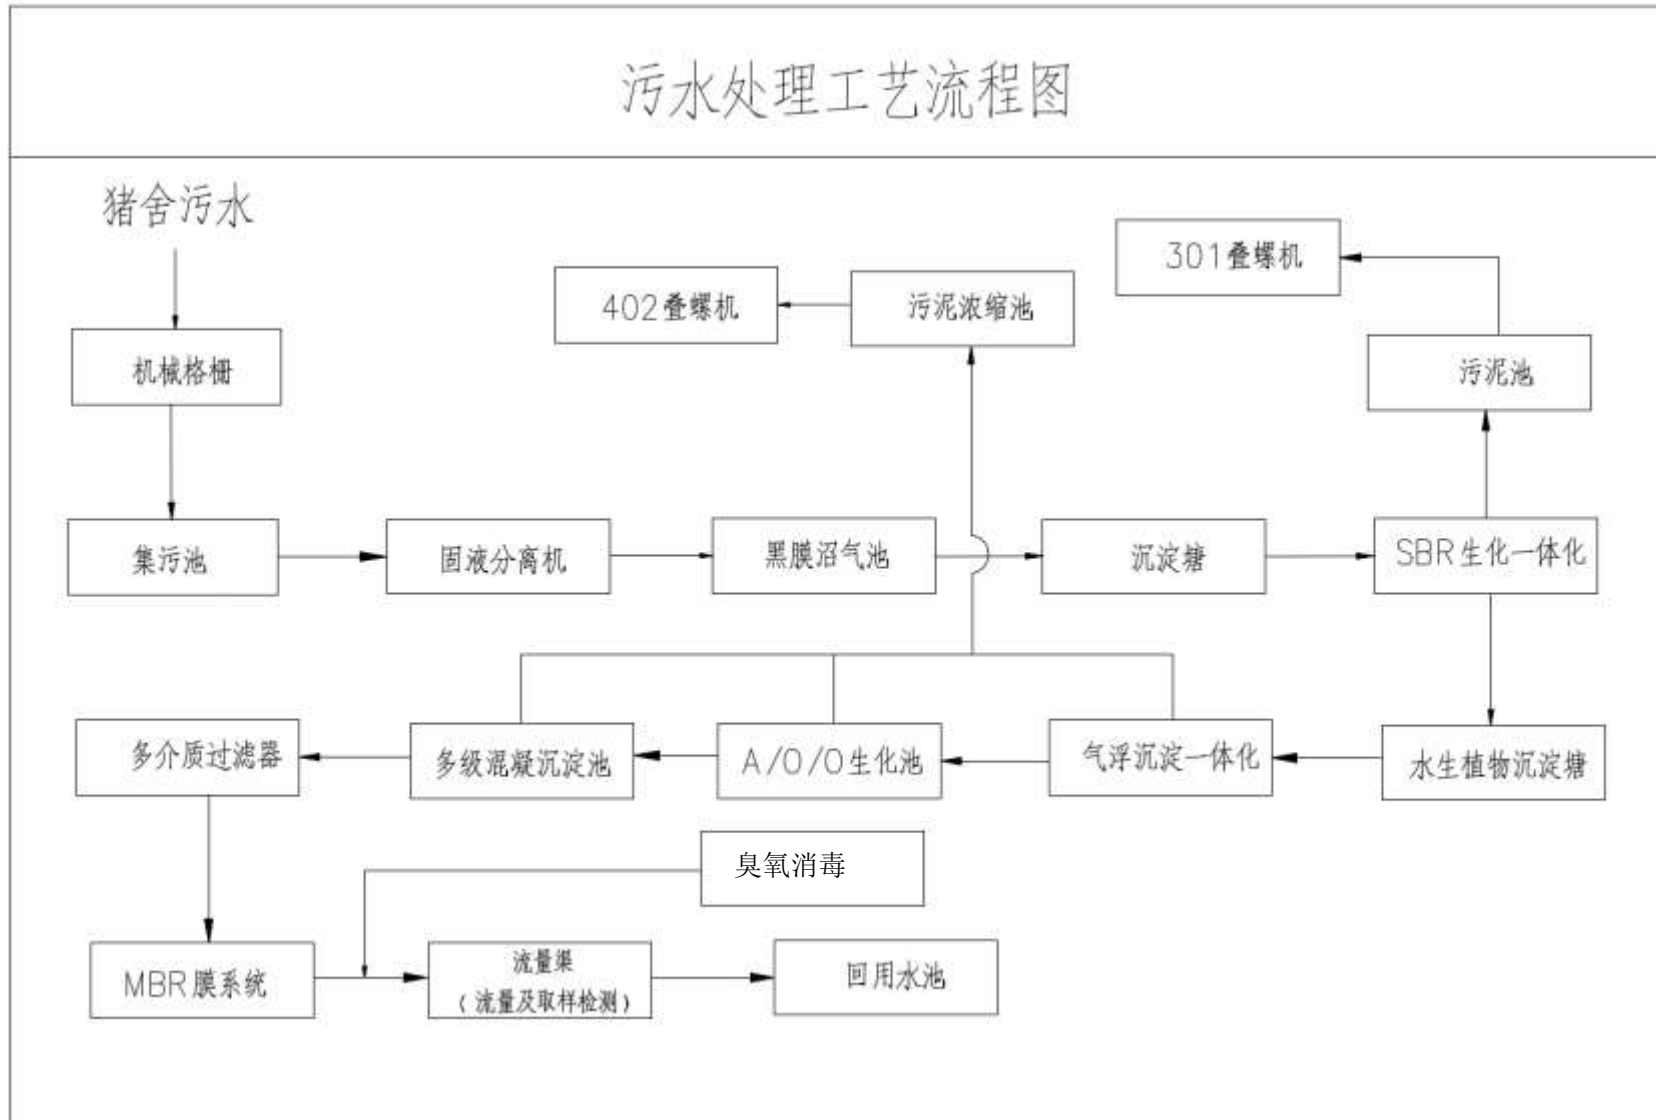 污水处理工艺流程图
猪舍污水
301叠螺机
402叠螺机
污泥浓缩池
机械格栅
污泥池
集污池
固液分离机
黑膜沼气池
沉淀塘
SBR生化一体化
多介质过滤器
多级混凝沉淀池
A/O/O生化池
气浮沉淀一体化
水生植物沉淀塘
臭氧消毒
MBR膜系统
流量渠
（流量及取样检测）
回用水池